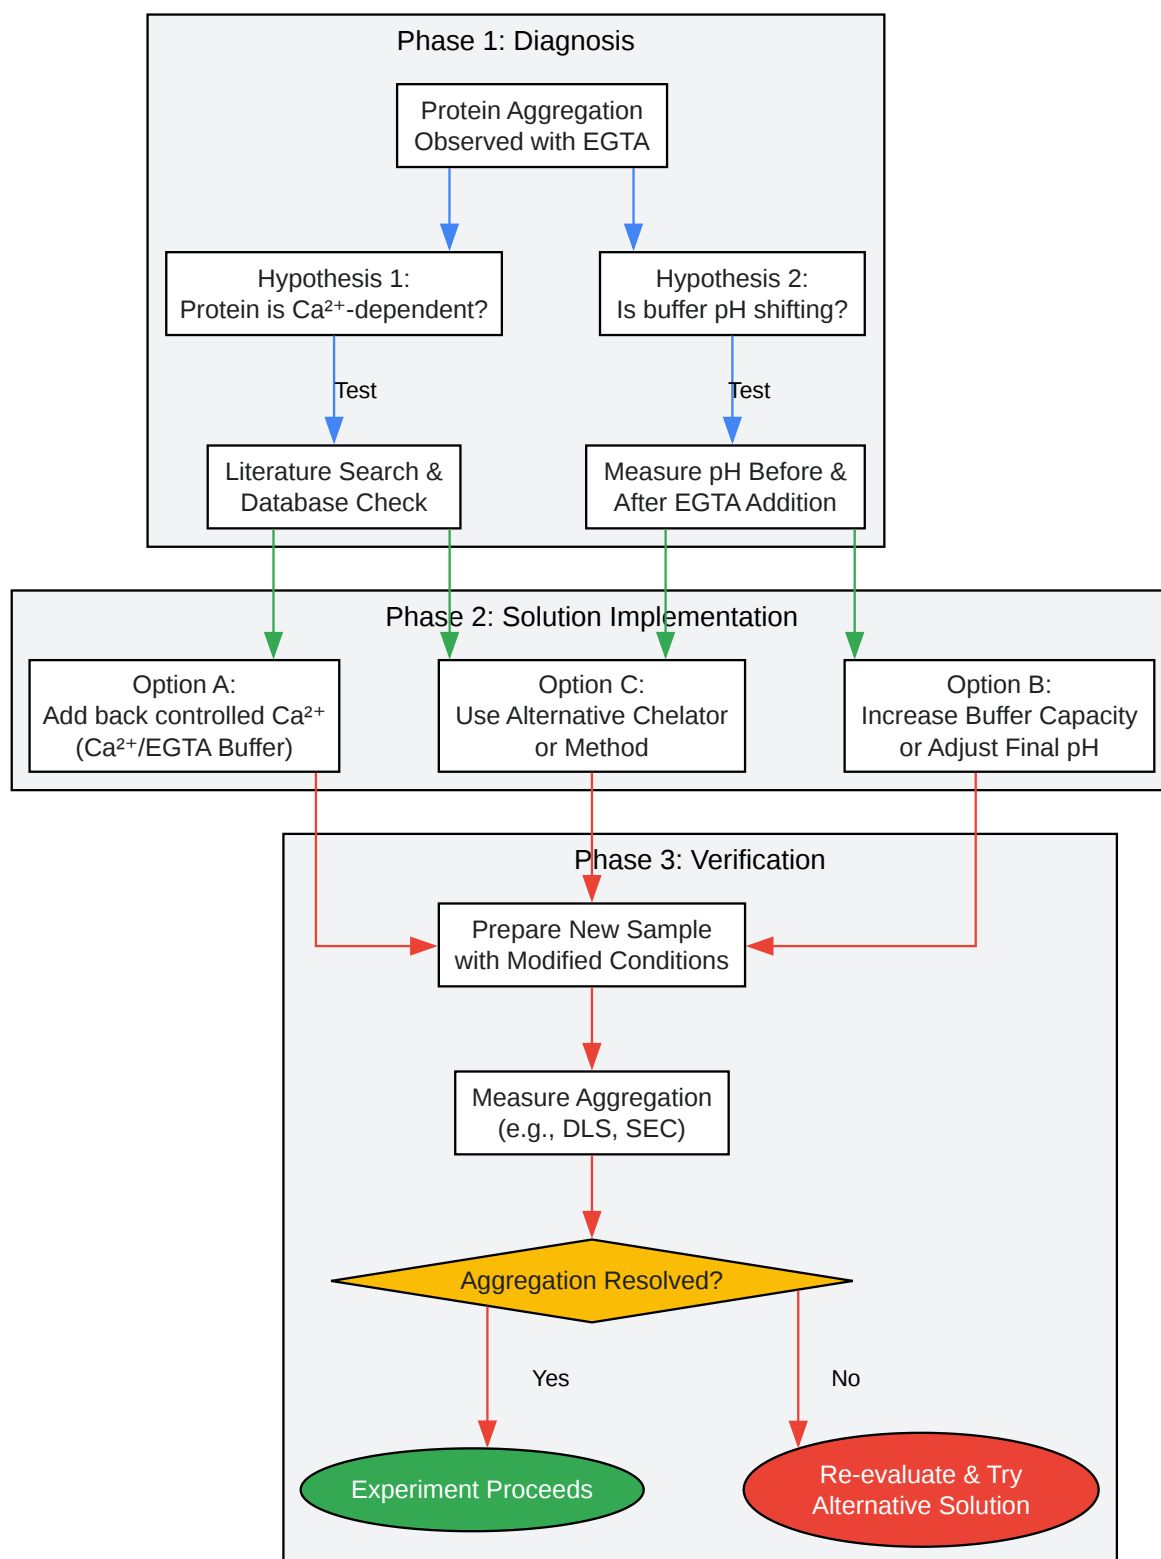 Phase 1: Diagnosis
Protein Aggregation
Observed with EGTA
Hypothesis 1:
Protein is Ca²⁺-dependent?
Hypothesis 2:
Is buffer pH shifting?
Test
Test
Literature Search &
Database Check
Measure pH Before &
After EGTA Addition
Phase 2: Solution Implementation
Option A:
Add back controlled Ca²⁺
(Ca²⁺/EGTA Buffer)
Option C:
Use Alternative Chelator
or Method
Option B:
Increase Buffer Capacity
or Adjust Final pH
Phase 3: Verification
Prepare New Sample
with Modified Conditions
Measure Aggregation
(e.g., DLS, SEC)
Aggregation Resolved?
Yes
No
Experiment Proceeds
Re-evaluate & Try
Alternative Solution